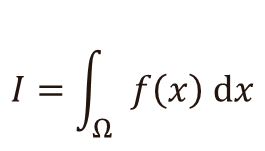 I = ∫_Ω f(x) dx